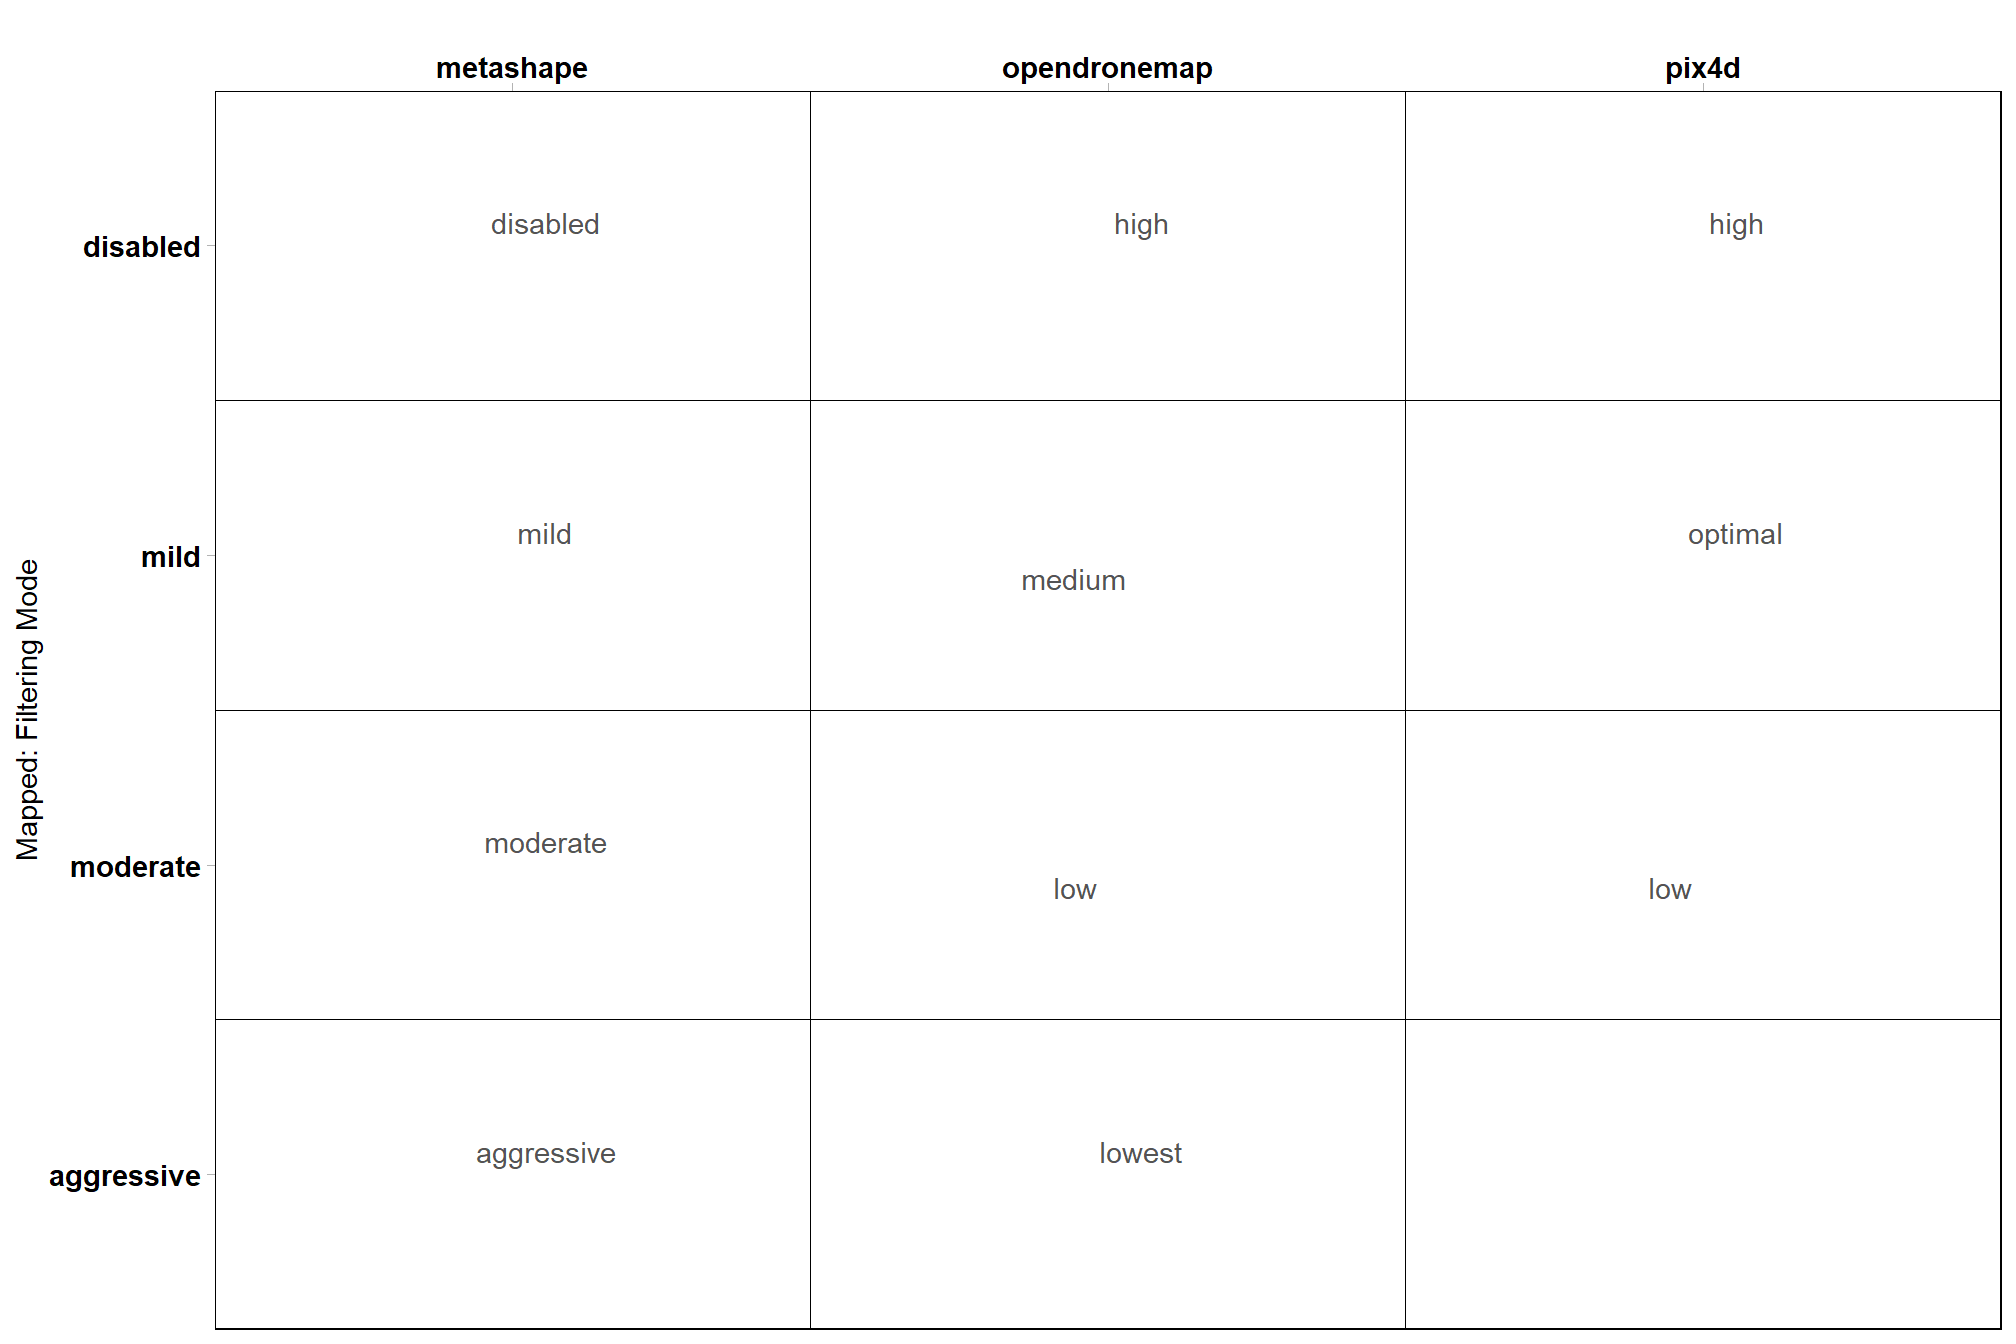 metashape opendronemap pix4d
disabled disabled high high
mild mild medium optimal
Mapped: Filtering Mode
moderate moderate low low
aggressive aggressive lowest